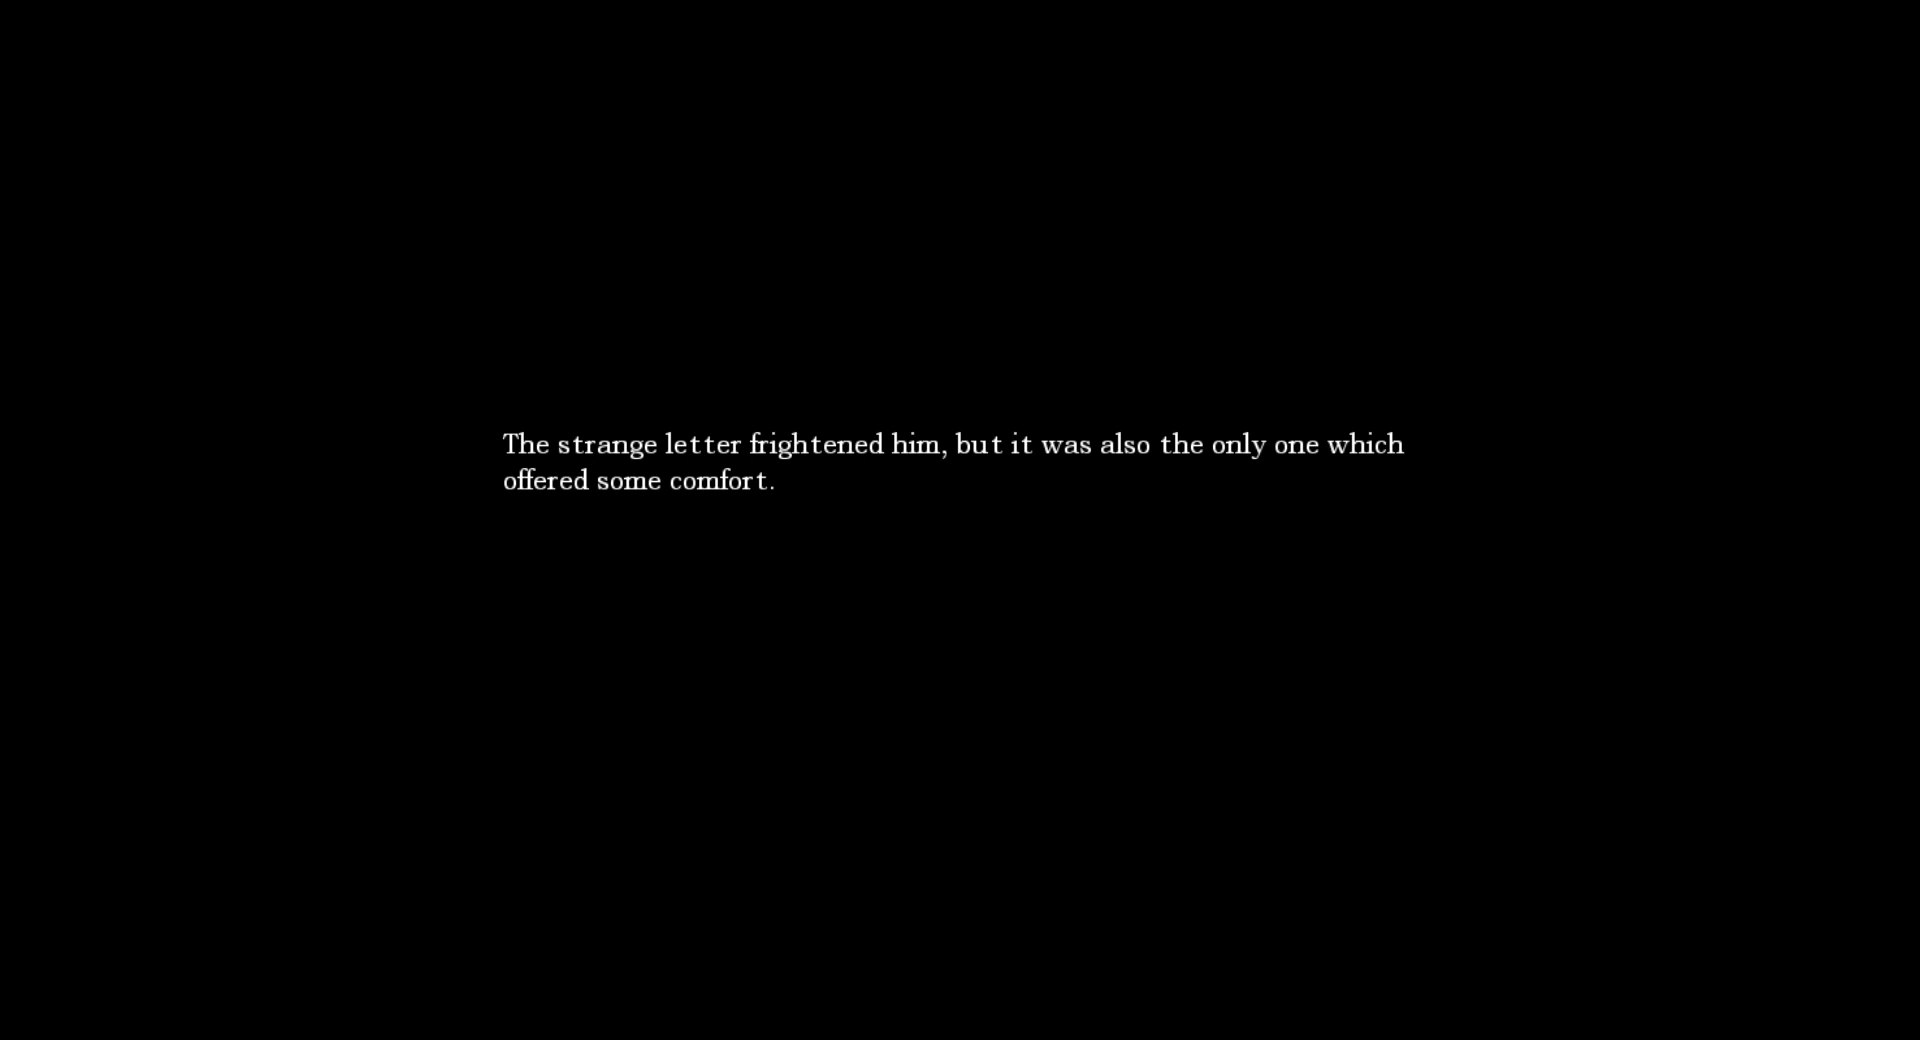 The strange letter frightened him, but it was also the only one which
offered some comfort.